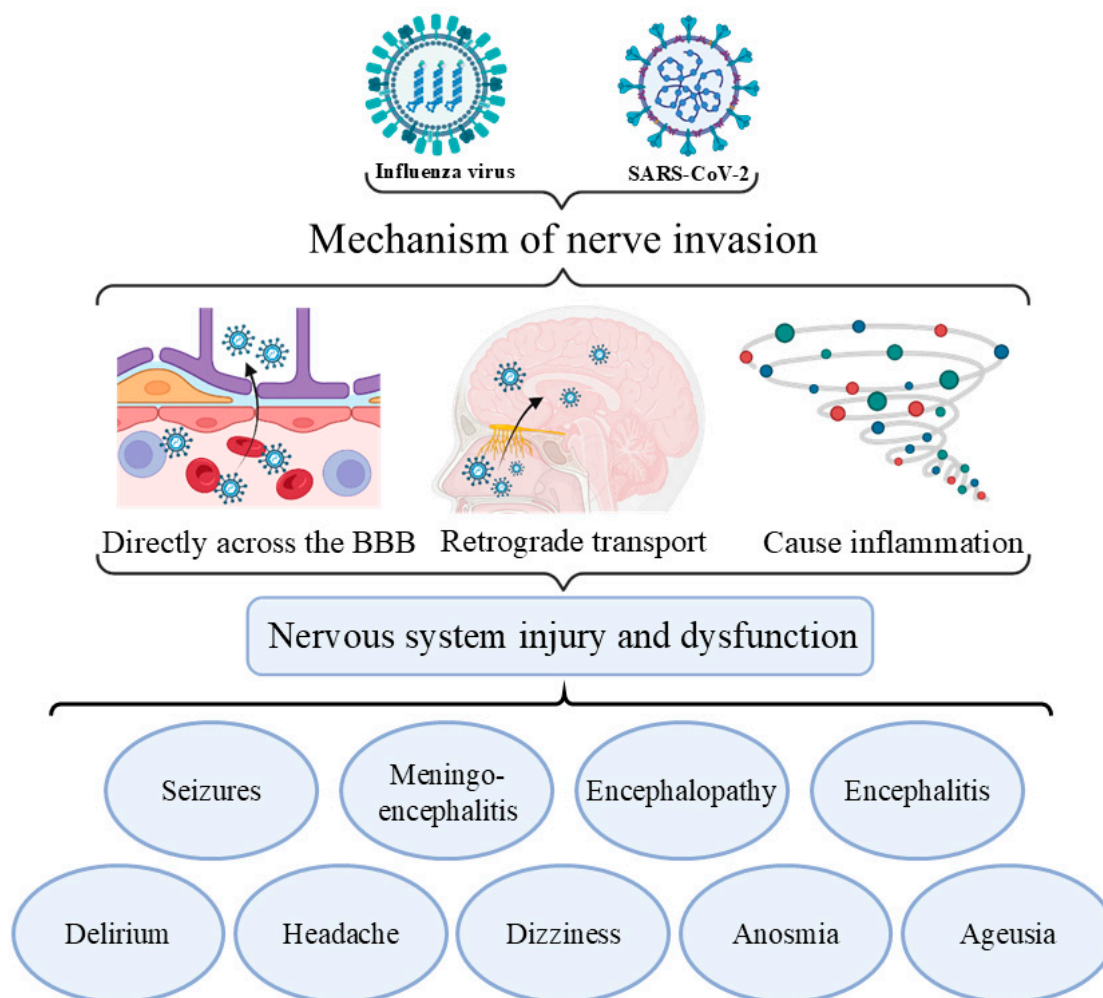 Influenza virus
SARS-CoV-2
Mechanism of nerve invasion
Directly across the BBB
Retrograde transport
Cause inflammation
Nervous system injury and dysfunction
Seizures
Meningo-
encephalitis
Encephalopathy
Encephalitis
Delirium
Headache
Dizziness
Anosmia
Ageusia